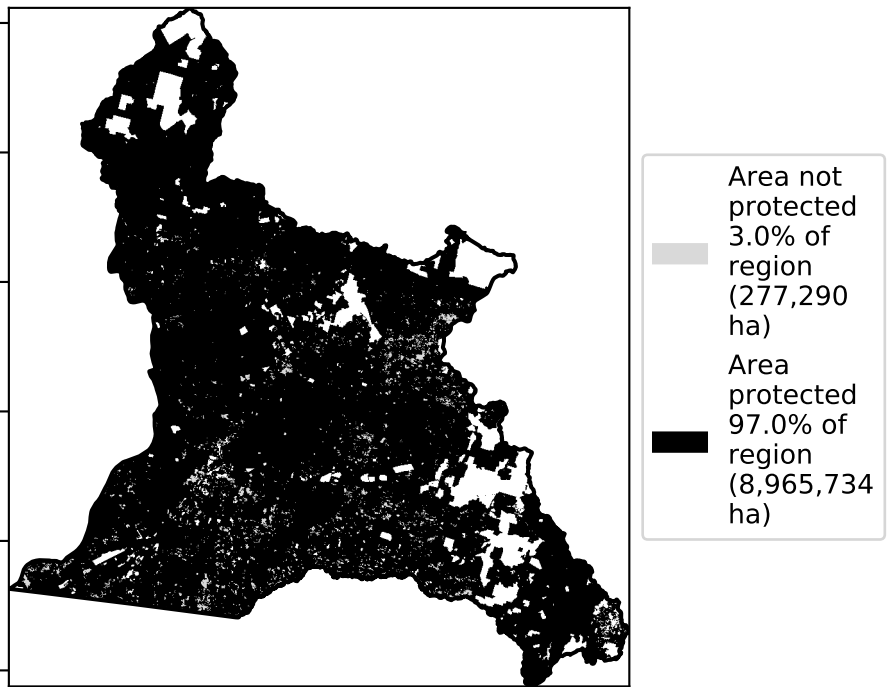 Area not
protected
3.0% of
region
(277,290
ha)
Area
protected
97.0% of
region
(8,965,734
ha)